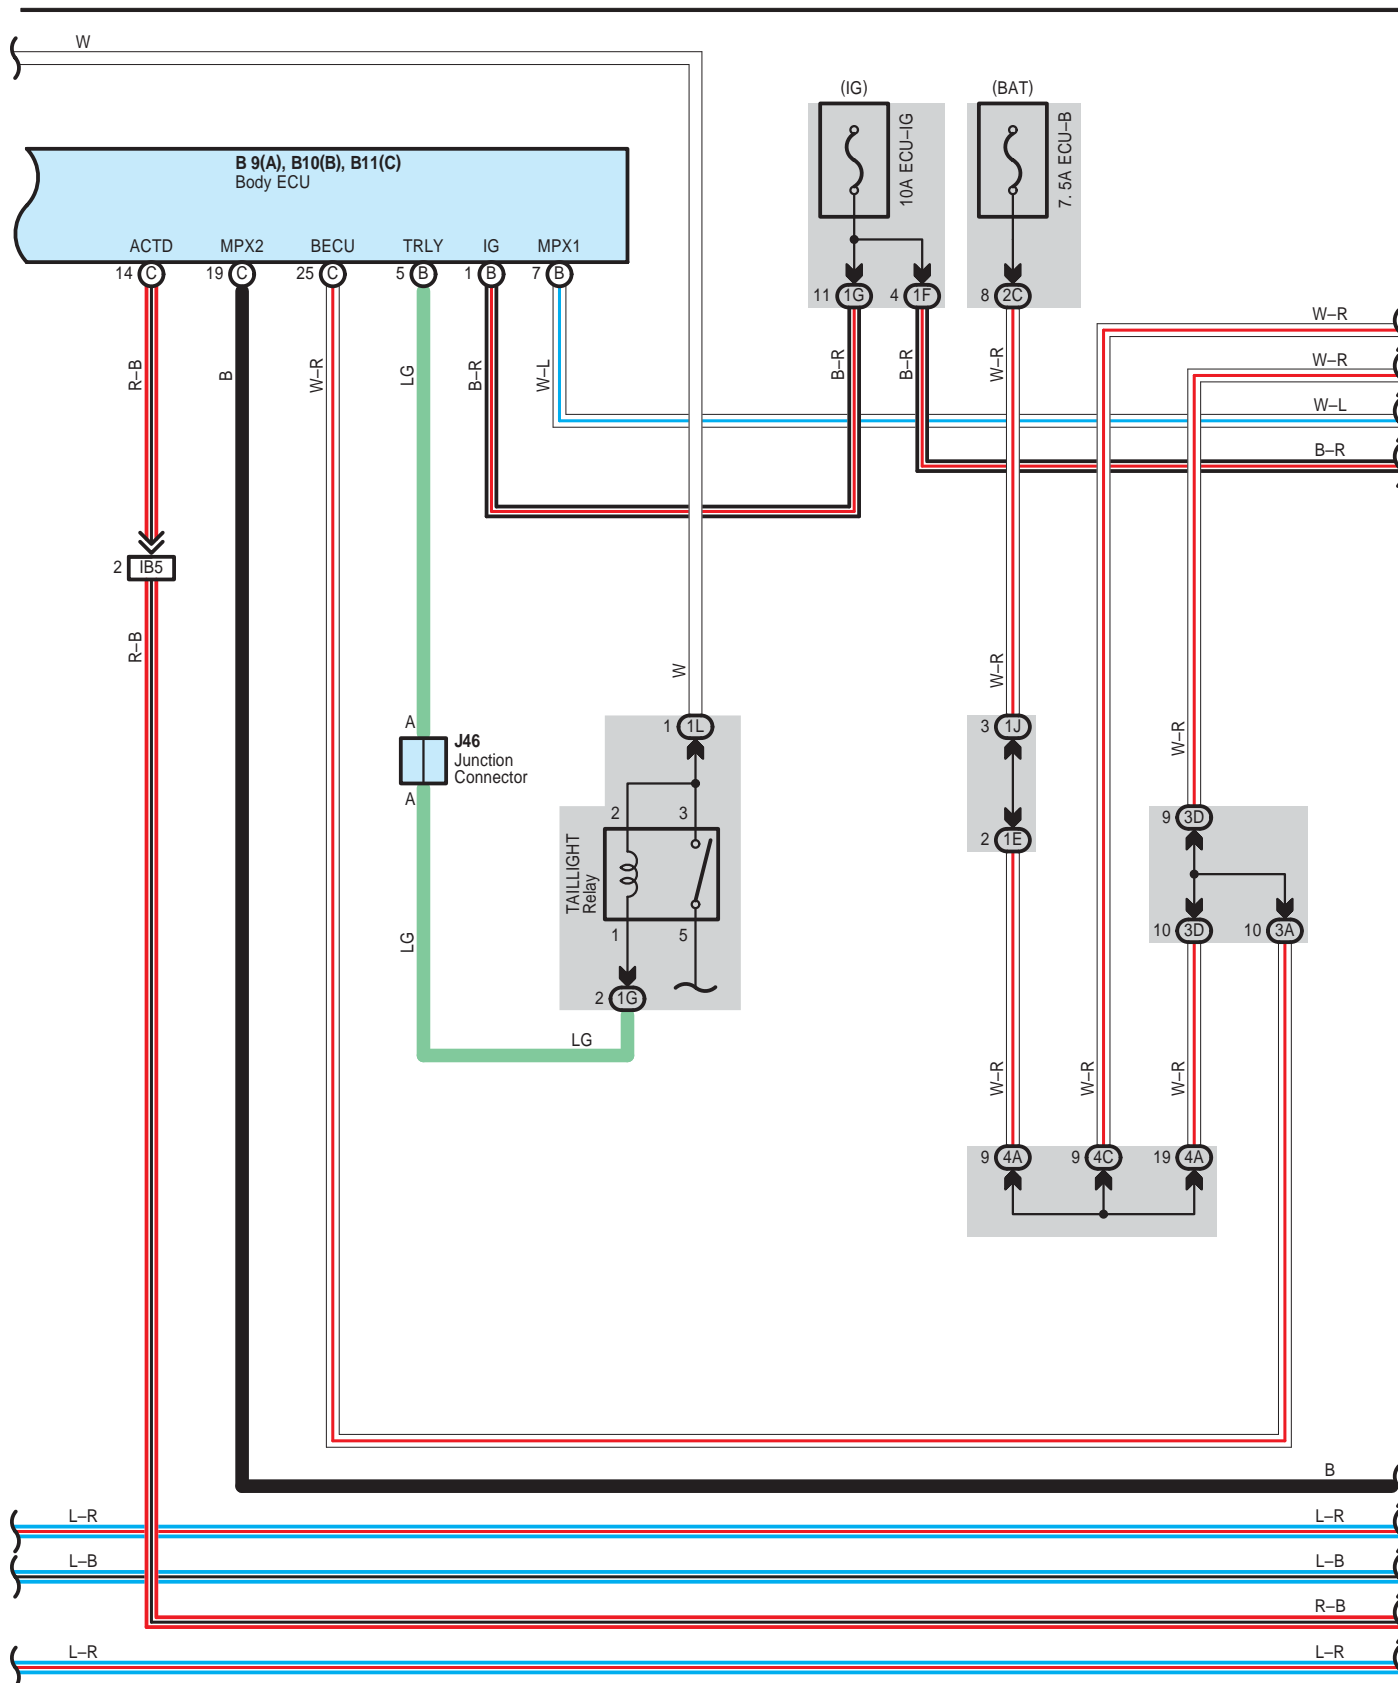 W
(IG)
(BAT)
10A ECU–IG
7. 5A ECU–B
B 9(A), B10(B), B11(C)
Body ECU
ACTD
MPX2
BECU
TRLY
IG
MPX1
14 C
19 C
25 C
5 B
1 B
7 B
11 1G
4 1F
8 2C
W–R
W–R
W–L
B–R
R–B
B
W–R
LG
B–R
W–L
B–R
B–R
W–R
2 IB5
R–B
W
W–R
W–R
A
J46
Junction
Connector
A
1 1L
3 1J
2 1E
2
3
TAILLIGHT
Relay
1
5
9 3D
10 3D
10 3A
LG
2 1G
LG
W–R
W–R
W–R
9 4A
9 4C
19 4A
B
L–R
L–R
L–B
L–B
R–B
L–R
L–R